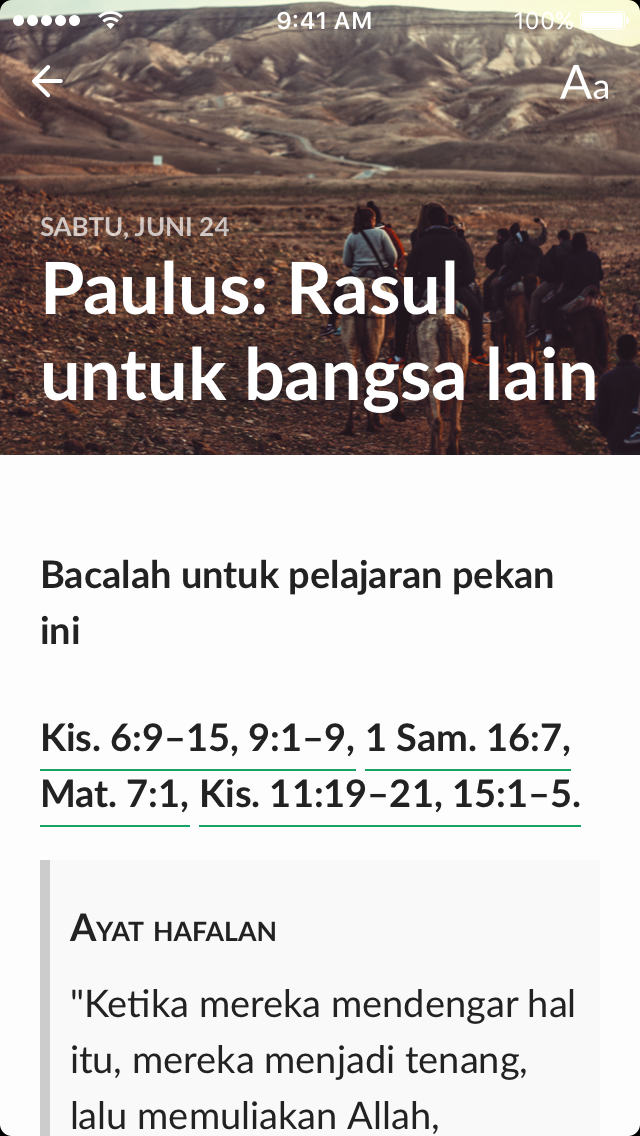 9:41 AM
100%
Aa
SABTU, JUNI 24
Paulus: Rasul
untuk bangsa lain
Bacalah untuk pelajaran pekan
ini
Kis. 6:9–15, 9:1–9, 1 Sam. 16:7,
Mat. 7:1, Kis. 11:19–21, 15:1–5.
Ayat hafalan
"Ketika mereka mendengar hal
itu, mereka menjadi tenang,
lalu memuliakan Allah,